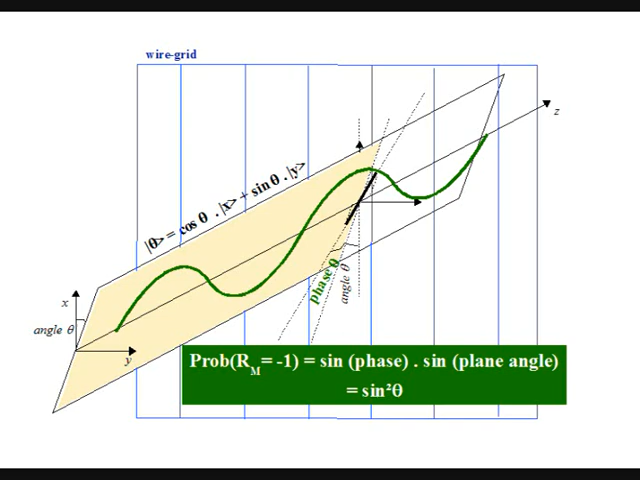 wire-grid
z
|θ> = cos θ . |x> + sin θ . |y>
x
angle θ
y
phase θ
angle θ
Prob(R_M = -1) = sin (phase) . sin (plane angle)
= sin²θ